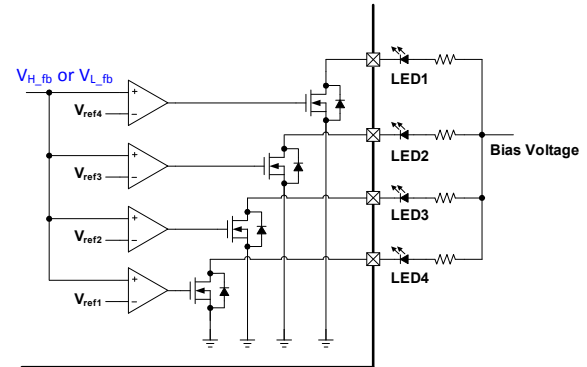 V_H_fb or V_L_fb
LED1
V_ref4
LED2
Bias Voltage
V_ref3
LED3
V_ref2
LED4
V_ref1